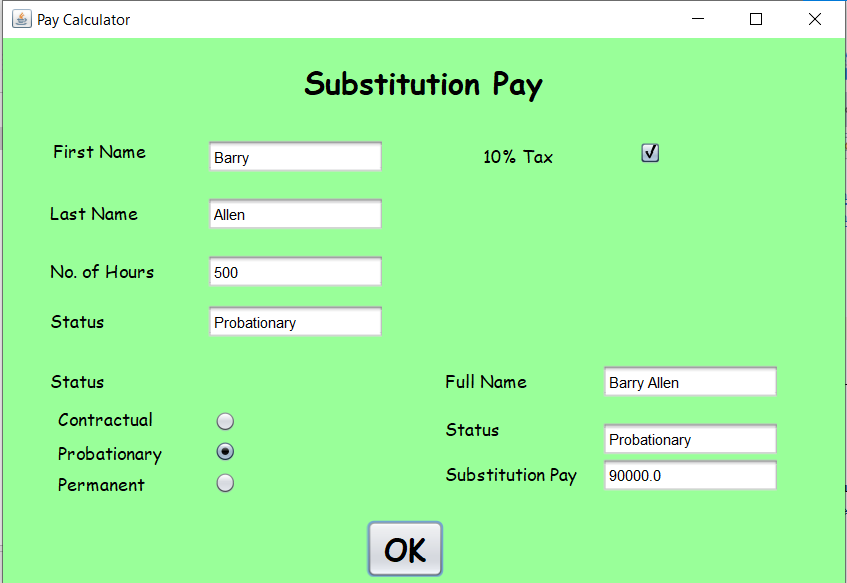 Pay Calculator
Substitution Pay
First Name Barry 10% Tax
Last Name Allen
No. of Hours 500
Status Probationary
Status Full Name Barry Allen
Contractual Status Probationary
Probationary
Permanent Substitution Pay 90000.0
OK